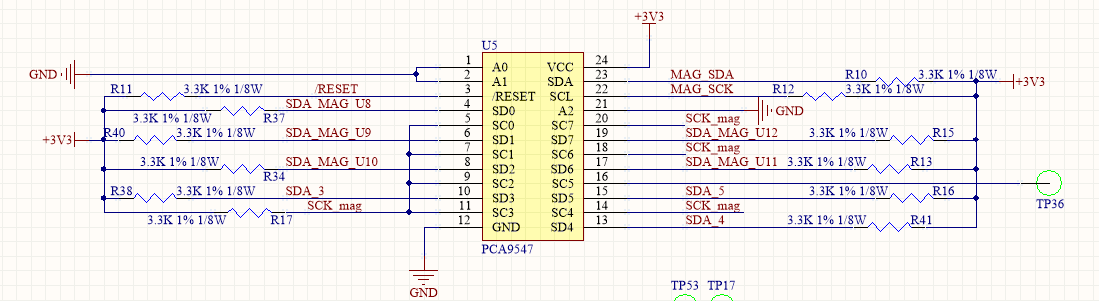 +3V3
U5
GND
1 A0 VCC 24
2 A1 SDA 23 MAG_SDA R10 3.3K 1% 1/8W +3V3
R11 3.3K 1% 1/8W /RESET 3 /RESET SCL 22 MAG_SCK R12 3.3K 1% 1/8W
3.3K 1% 1/8W R37 SDA_MAG_U8 4 SD0 A2 21 GND
5 SC0 SC7 20 SCK_mag
+3V3 R40 3.3K 1% 1/8W SDA_MAG_U9 6 SD1 SD7 19 SDA_MAG_U12 3.3K 1% 1/8W R15
7 SC1 SC6 18 SCK_mag
3.3K 1% 1/8W R34 SDA_MAG_U10 8 SD2 SD6 17 SDA_MAG_U11 3.3K 1% 1/8W R13
9 SC2 SC5 16 TP36
R38 3.3K 1% 1/8W SDA_3 10 SD3 SD5 15 SDA_5 3.3K 1% 1/8W R16
3.3K 1% 1/8W R17 SCK_mag 11 SC3 SC4 14 SCK_mag
12 GND SD4 13 SDA_4 3.3K 1% 1/8W R41
PCA9547
GND
TP53 TP17